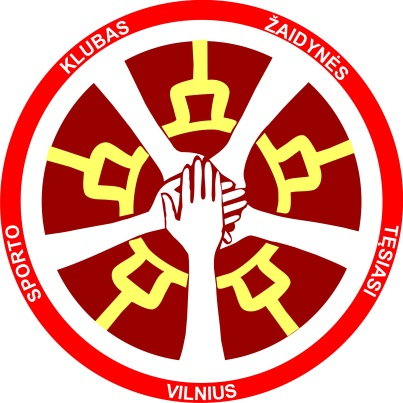 SPORTO
KLUBAS
ŽAIDYNĖS
TĘSIASI
VILNIUS